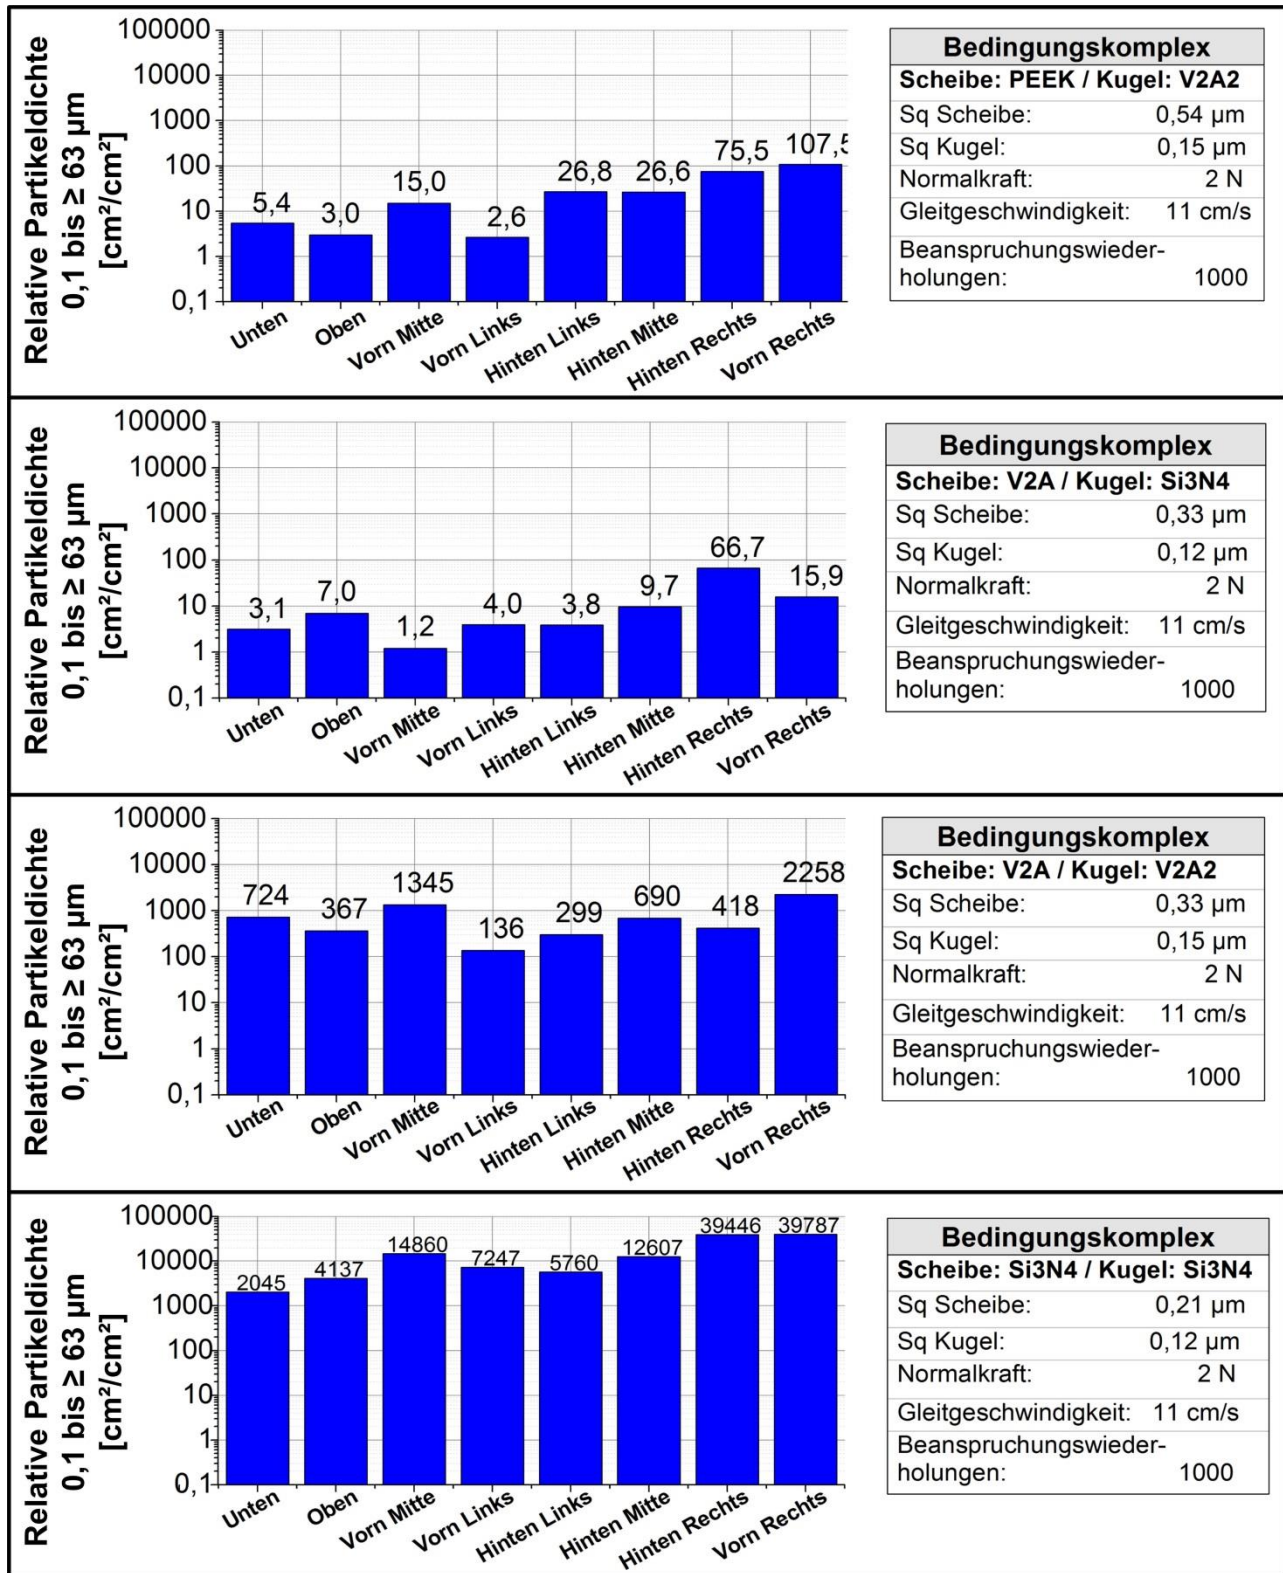 Relative Partikeldichte
0,1 bis ≥ 63 µm
[cm²/cm²]
100000
10000
1000
100
10
1
0,1
5,4
3,0
15,0
2,6
26,8
26,6
75,5
107,5
Unten
Oben
Vorn Mitte
Vorn Links
Hinten Links
Hinten Mitte
Hinten Rechts
Vorn Rechts
Bedingungskomplex
Scheibe: PEEK / Kugel: V2A2
Sq Scheibe: 0,54 µm
Sq Kugel: 0,15 µm
Normalkraft: 2 N
Gleitgeschwindigkeit: 11 cm/s
Beanspruchungswieder-
holungen: 1000
Relative Partikeldichte
0,1 bis ≥ 63 µm
[cm²/cm²]
100000
10000
1000
100
10
1
0,1
3,1
7,0
1,2
4,0
3,8
9,7
66,7
15,9
Unten
Oben
Vorn Mitte
Vorn Links
Hinten Links
Hinten Mitte
Hinten Rechts
Vorn Rechts
Bedingungskomplex
Scheibe: V2A / Kugel: Si3N4
Sq Scheibe: 0,33 µm
Sq Kugel: 0,12 µm
Normalkraft: 2 N
Gleitgeschwindigkeit: 11 cm/s
Beanspruchungswieder-
holungen: 1000
Relative Partikeldichte
0,1 bis ≥ 63 µm
[cm²/cm²]
100000
10000
1000
100
10
1
0,1
724
367
1345
136
299
690
418
2258
Unten
Oben
Vorn Mitte
Vorn Links
Hinten Links
Hinten Mitte
Hinten Rechts
Vorn Rechts
Bedingungskomplex
Scheibe: V2A / Kugel: V2A2
Sq Scheibe: 0,33 µm
Sq Kugel: 0,15 µm
Normalkraft: 2 N
Gleitgeschwindigkeit: 11 cm/s
Beanspruchungswieder-
holungen: 1000
Relative Partikeldichte
0,1 bis ≥ 63 µm
[cm²/cm²]
100000
10000
1000
100
10
1
0,1
2045
4137
14860
7247
5760
12607
39446
39787
Unten
Oben
Vorn Mitte
Vorn Links
Hinten Links
Hinten Mitte
Hinten Rechts
Vorn Rechts
Bedingungskomplex
Scheibe: Si3N4 / Kugel: Si3N4
Sq Scheibe: 0,21 µm
Sq Kugel: 0,12 µm
Normalkraft: 2 N
Gleitgeschwindigkeit: 11 cm/s
Beanspruchungswieder-
holungen: 1000